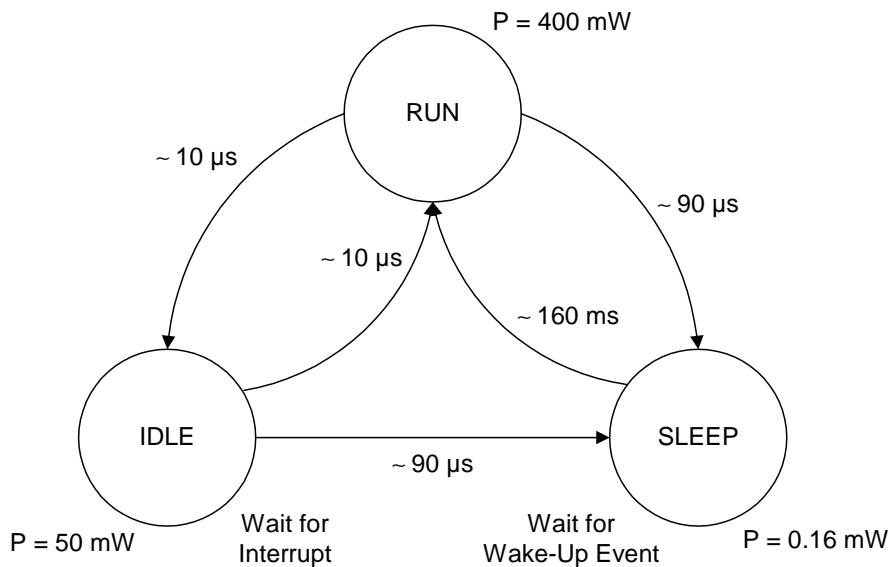 P = 400 mW
RUN
~ 10 µs
~ 90 µs
~ 10 µs
~ 160 ms
IDLE
SLEEP
~ 90 µs
P = 50 mW
Wait for
Interrupt
Wait for
Wake-Up Event
P = 0.16 mW